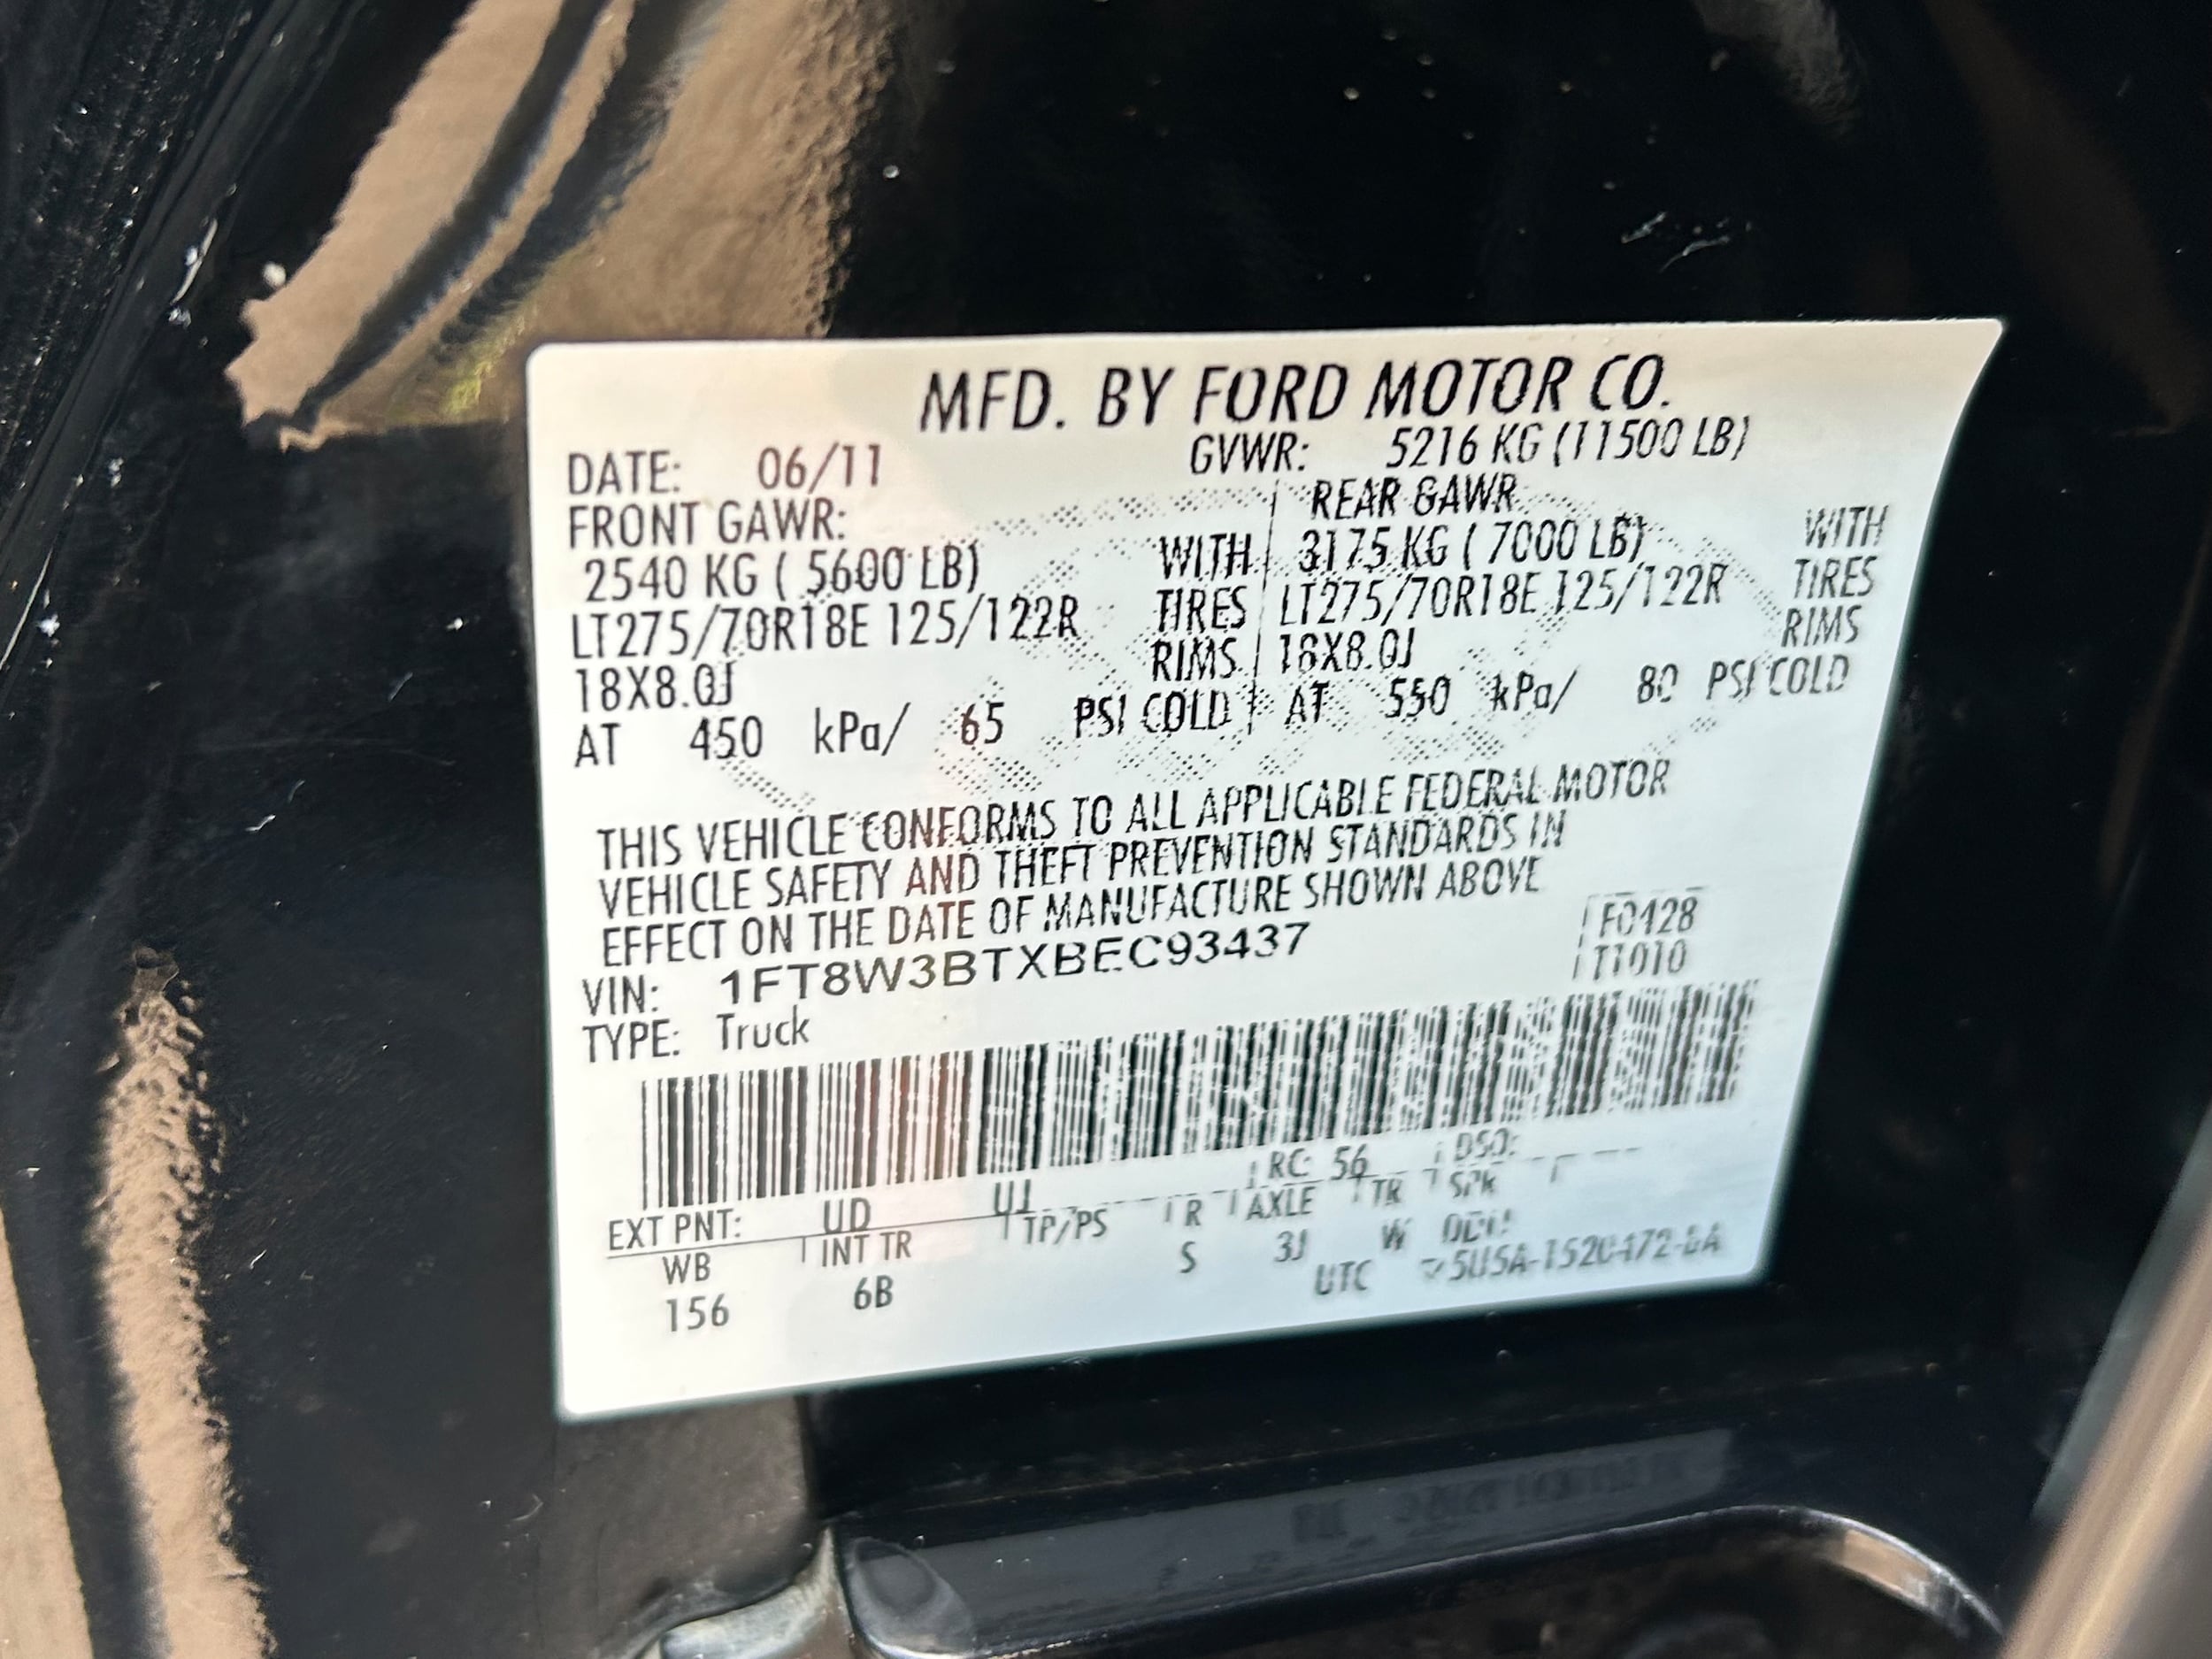 MFD. BY FORD MOTOR CO.
DATE: 06/11 GVWR: 5216 KG (11500 LB)
FRONT GAWR: REAR GAWR
2540 KG ( 5600 LB) WITH 3175 KG ( 7000 LB) WITH
LT275/70R18E 125/122R TIRES LT275/70R18E 125/122R TIRES
18X8.0J RIMS 18X8.0J RIMS
AT 450 kPa/ 65 PSI COLD AT 550 kPa/ 80 PSI COLD
THIS VEHICLE CONFORMS TO ALL APPLICABLE FEDERAL MOTOR
VEHICLE SAFETY AND THEFT PREVENTION STANDARDS IN
EFFECT ON THE DATE OF MANUFACTURE SHOWN ABOVE
F0428
VIN: 1FT8W3BTXBEC93437 T1010
TYPE: Truck
RC: 56 DSO:
EXT PNT: UD UJ
WB INT TR TP/PS R AXLE TR SPR
156 6B S 3J W
UTC